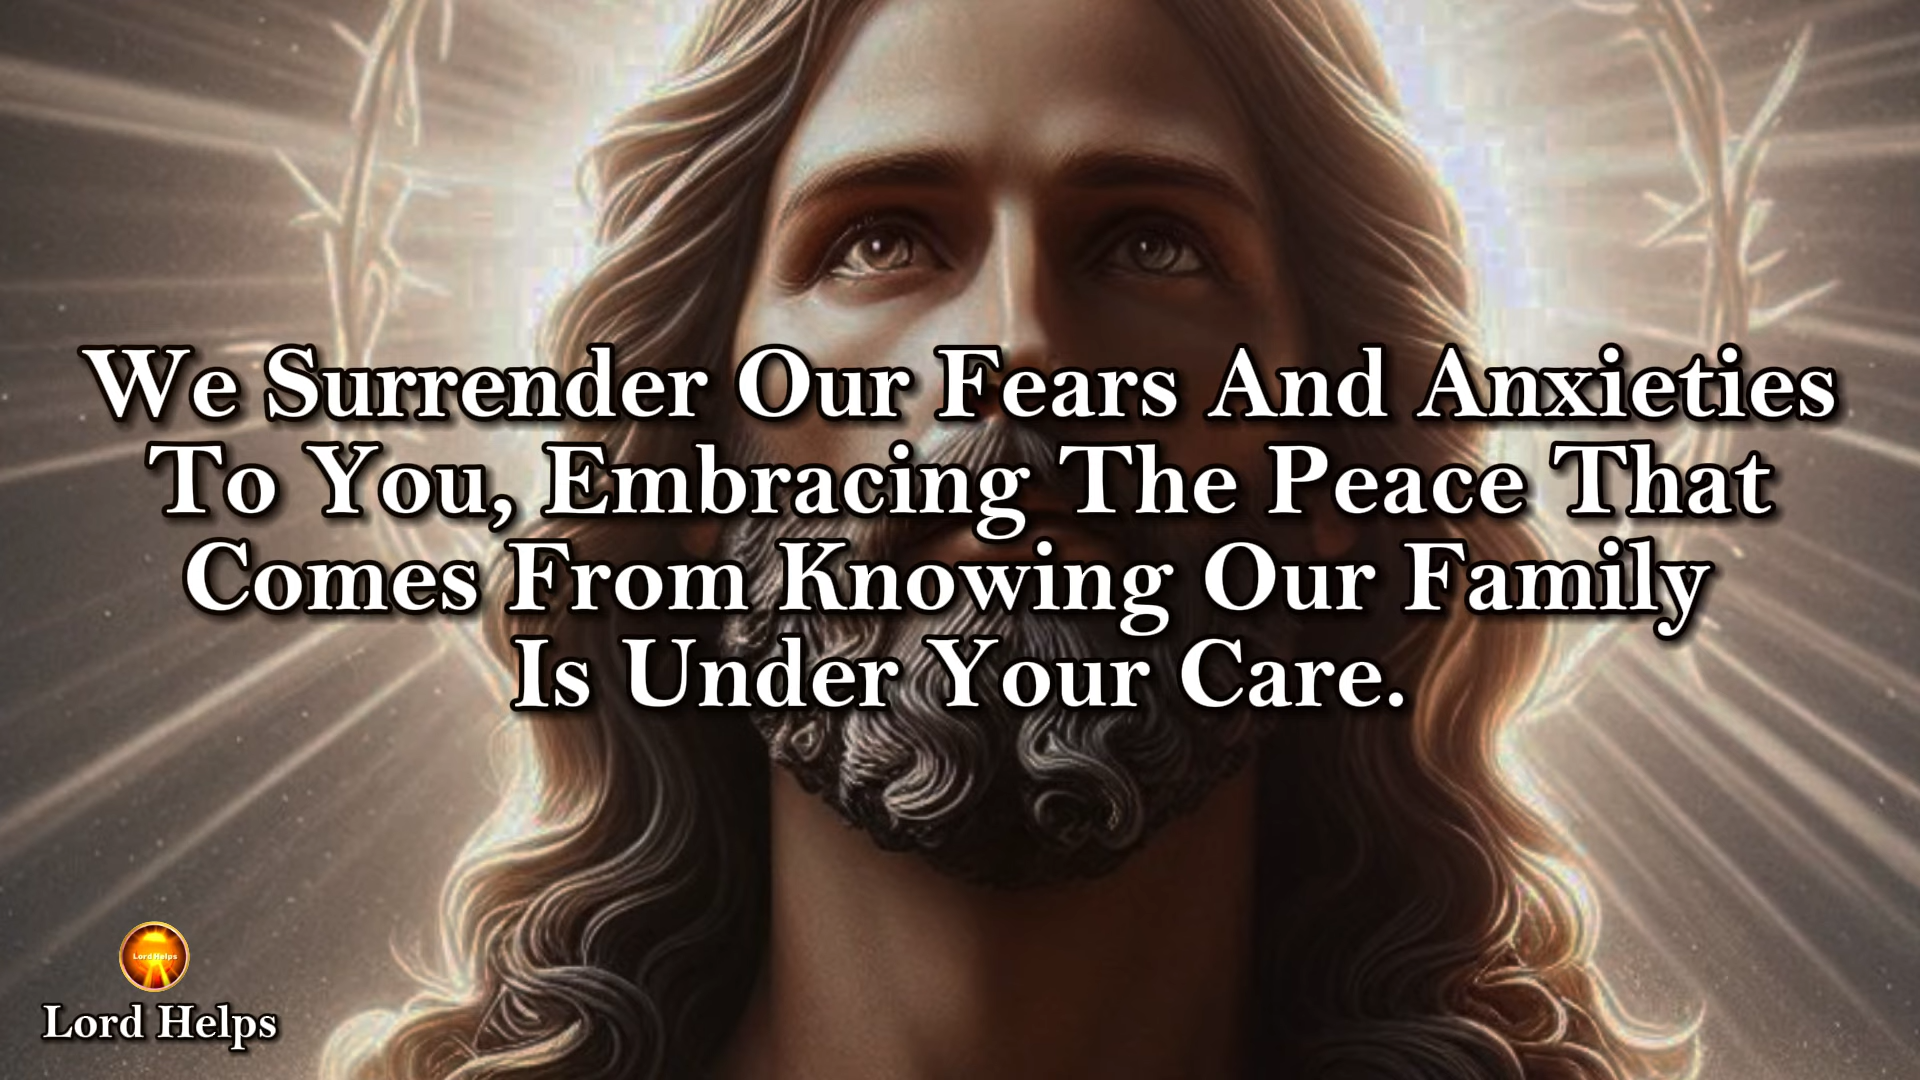 We Surrender Our Fears And Anxieties
To You, Embracing The Peace That
Comes From Knowing Our Family
Is Under Your Care.
LordHelps
Lord Helps